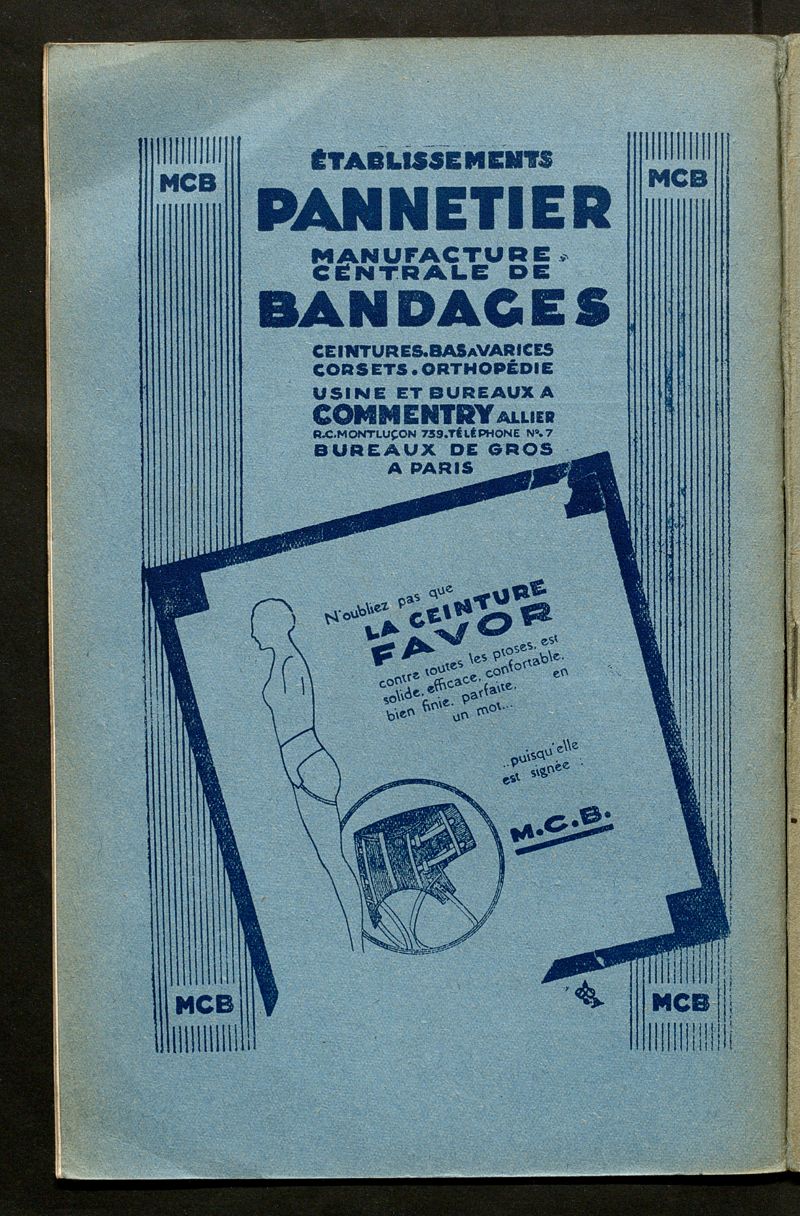 MCB
MCB
ÉTABLISSEMENTS
PANNETIER
MANUFACTURE
CENTRALE DE
BANDAGES
CEINTURES.BAS A VARICES
CORSETS.ORTHOPÉDIE
USINE ET BUREAUX A
COMMENTRY ALLIER
R.C.MONTLUÇON 759.TÉLÉPHONE Nº.7
BUREAUX DE GROS
A PARIS
N'oubliez pas que
LA CEINTURE
FAVOR
contre toutes les ptoses, est
solide, efficace, confortable,
bien finie, parfaite, en
un mot...
..puisqu'elle
est signée :
M.C.B.
MCB
MCB